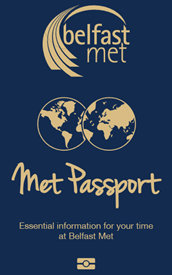 belfast
met
Met Passport
Essential information for your time
at Belfast Met